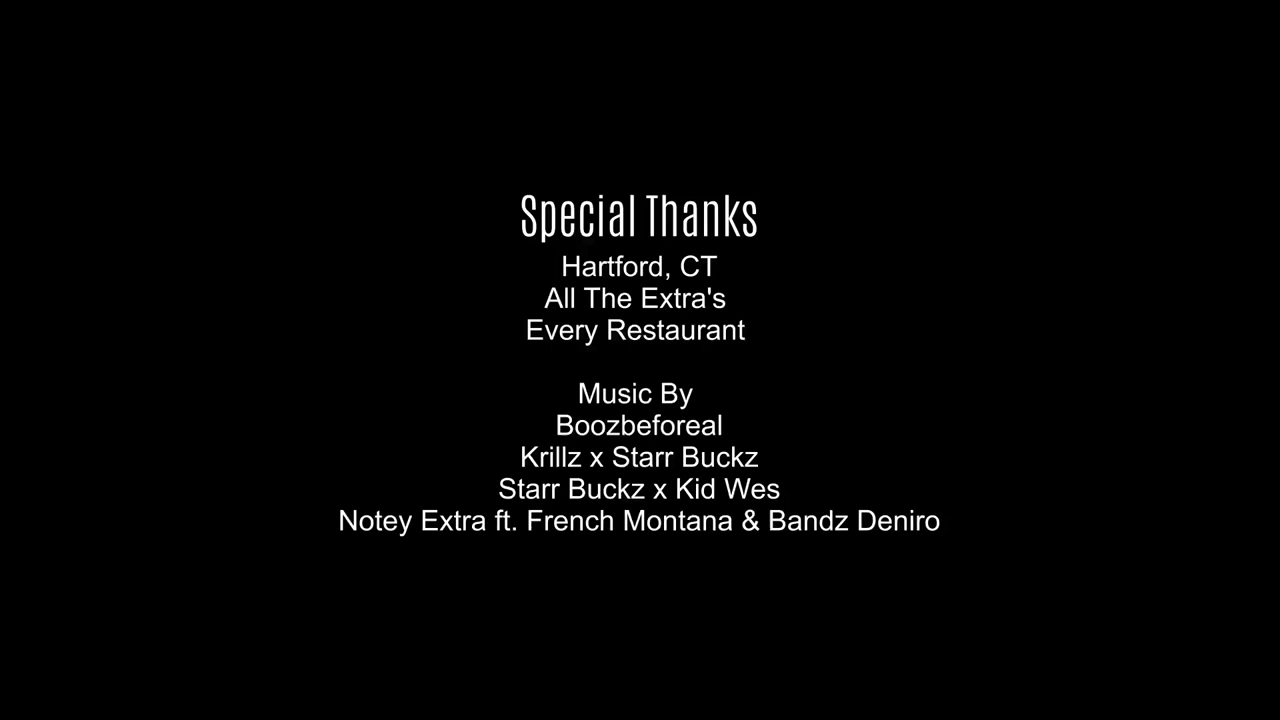 Special Thanks
Hartford, CT
All The Extra's
Every Restaurant
Music By
Boozbeforeal
Krillz x Starr Buckz
Starr Buckz x Kid Wes
Notey Extra ft. French Montana & Bandz Deniro